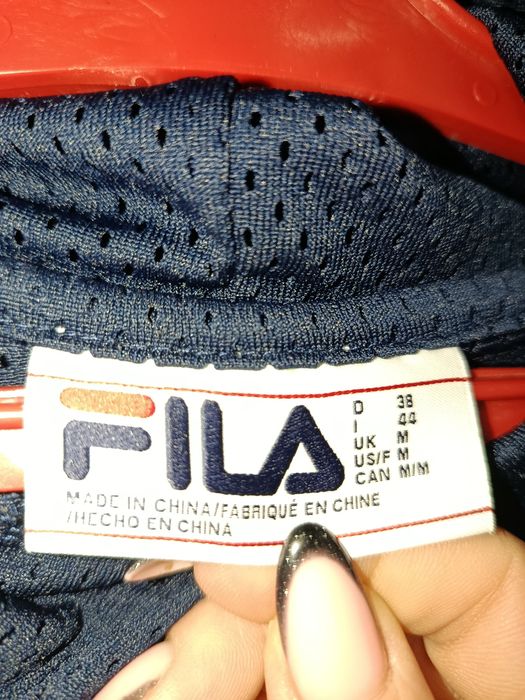 FILA
D 38
I 44
UK M
US/F M
CAN M/M
MADE IN CHINA/FABRIQUÉ EN CHINE
/HECHO EN CHINA